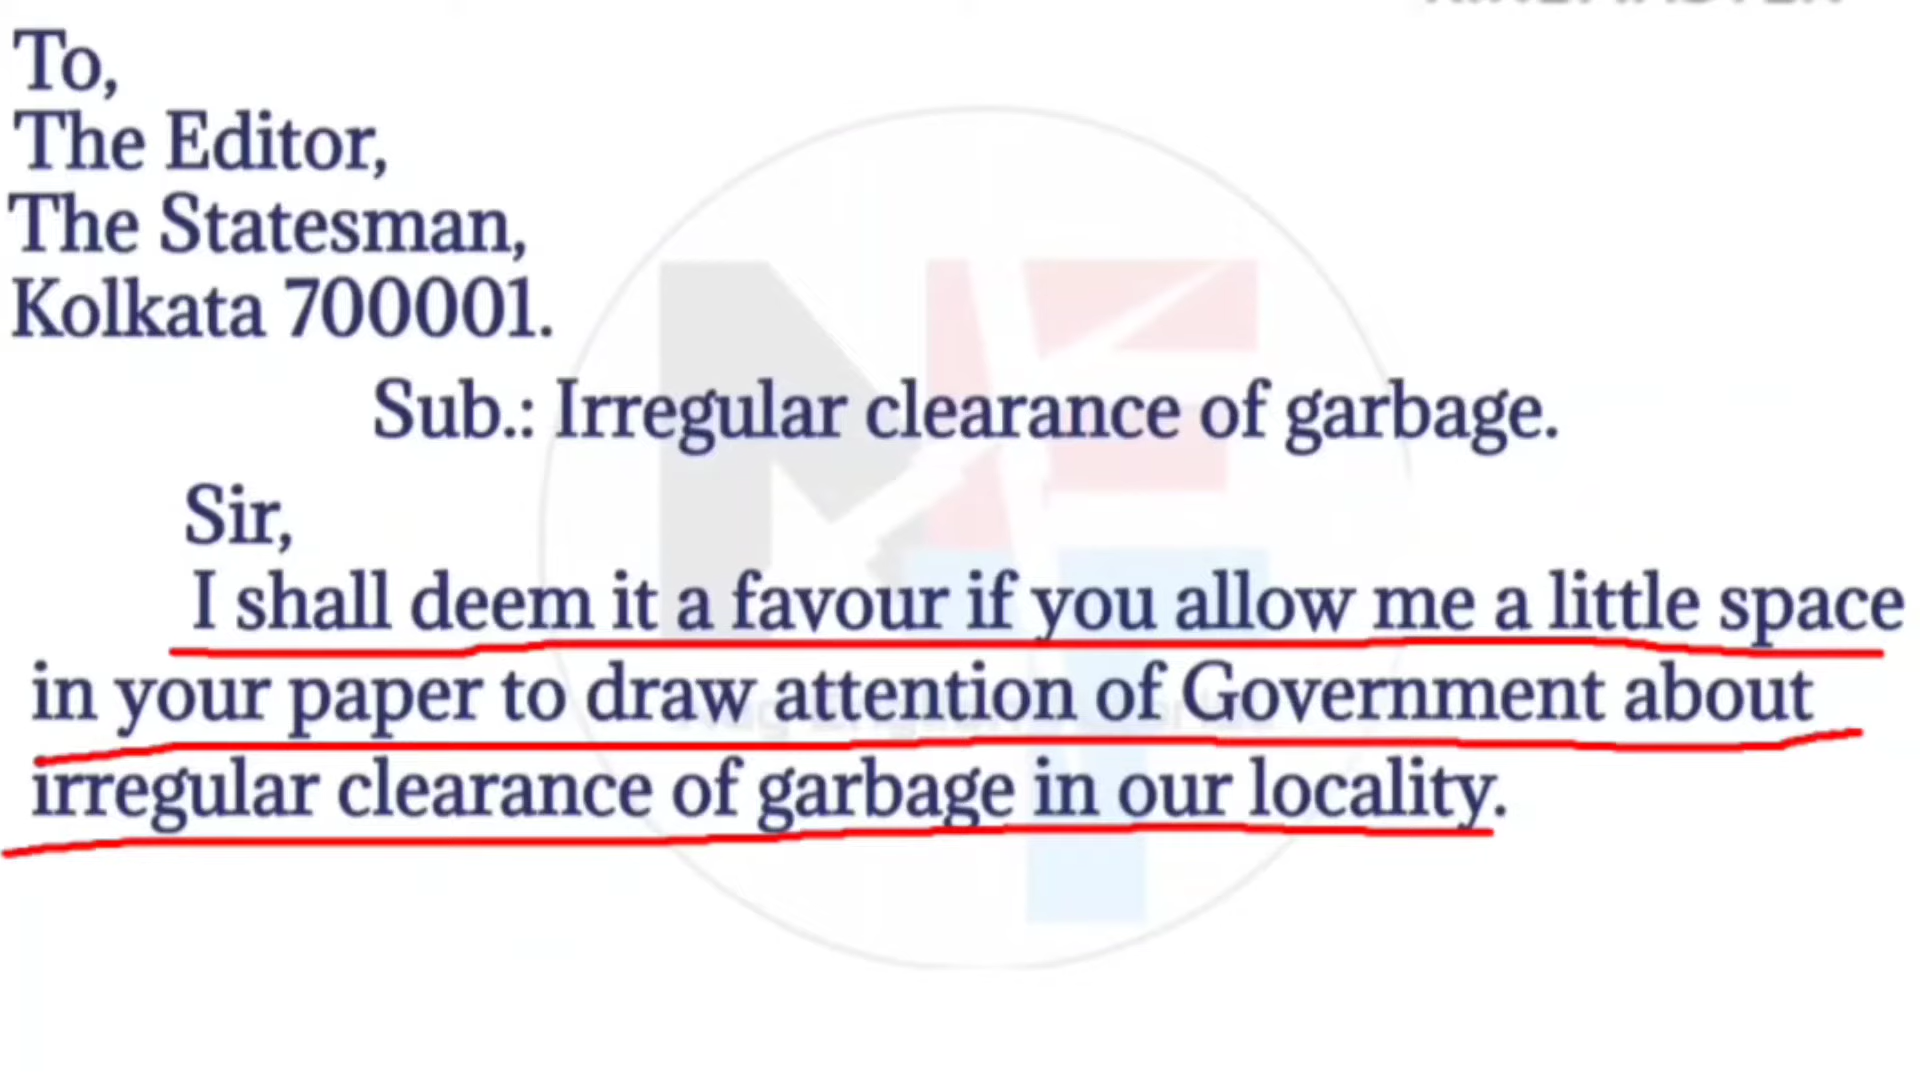 To,
The Editor,
The Statesman,
Kolkata 700001.
Sub.: Irregular clearance of garbage.
Sir,
I shall deem it a favour if you allow me a little space
in your paper to draw attention of Government about
irregular clearance of garbage in our locality.